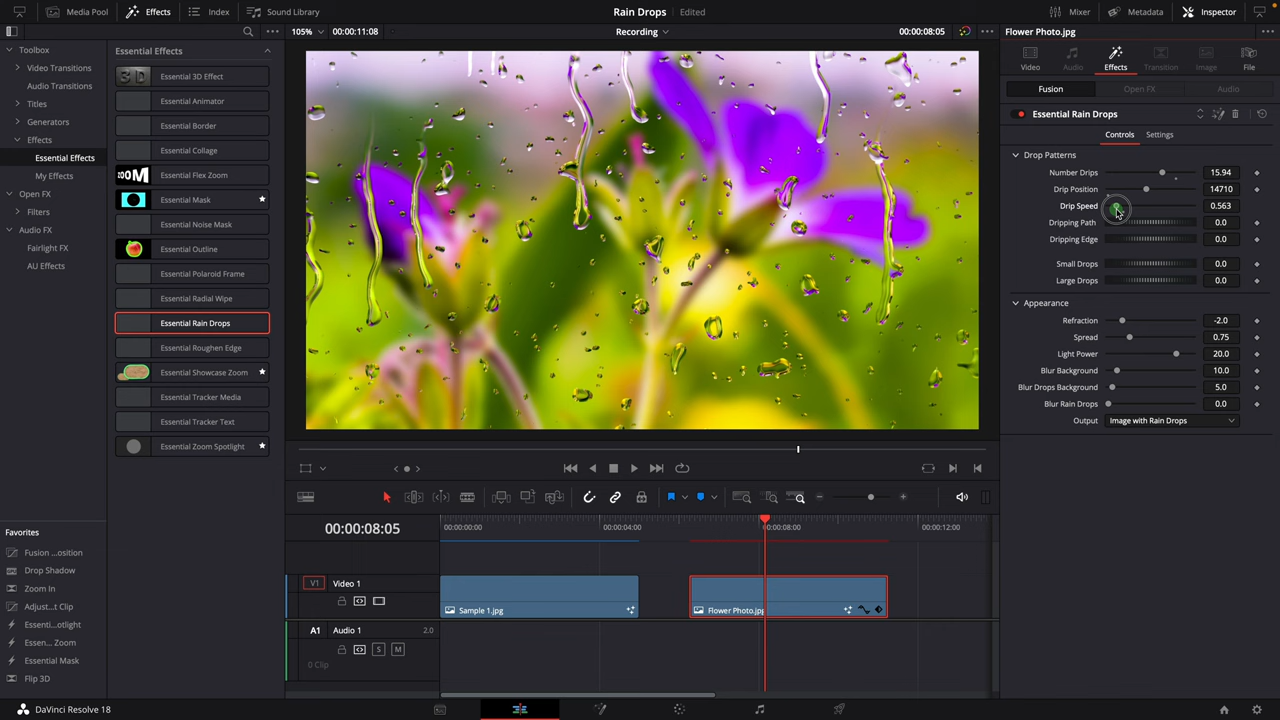 Media Pool
Effects
Index
Sound Library
Rain Drops
Edited
Mixer
Metadata
Inspector
105%
00:00:11:08
Recording
00:00:08:05
Flower Photo.jpg
Toolbox
Video Transitions
Audio Transitions
Titles
Generators
Effects
Essential Effects
My Effects
Open FX
Filters
Audio FX
Fairlight FX
AU Effects
Favorites
Fusion ...osition
Drop Shadow
Zoom In
Adjust...t Clip
Essenti...otlight
Essen... Zoom
Essential Mask
Flip 3D
Essential Effects
3D
Essential 3D Effect
Essential Animator
Essential Border
Essential Collage
Essential Flex Zoom
Essential Mask
Essential Noise Mask
Essential Outline
Essential Polaroid Frame
Essential Radial Wipe
Essential Rain Drops
Essential Roughen Edge
Essential Showcase Zoom
Essential Tracker Media
Essential Tracker Text
Essential Zoom Spotlight
Video
Audio
Effects
Transition
Image
File
Fusion
Open FX
Audio
Essential Rain Drops
Controls
Settings
Drop Patterns
Number Drips 15.94
Drip Position 14710
Drip Speed 0.563
Dripping Path 0.0
Dripping Edge 0.0
Small Drops 0.0
Large Drops 0.0
Appearance
Refraction -2.0
Spread 0.75
Light Power 20.0
Blur Background 10.0
Blur Drops Background 5.0
Blur Rain Drops 0.0
Output Image with Rain Drops
00:00:08:05
00:00:00:00
00:00:04:00
00:00:08:00
00:00:12:00
V1 Video 1
Sample 1.jpg
Flower Photo.jpg
A1 Audio 1 2.0
S M
0 Clip
DaVinci Resolve 18